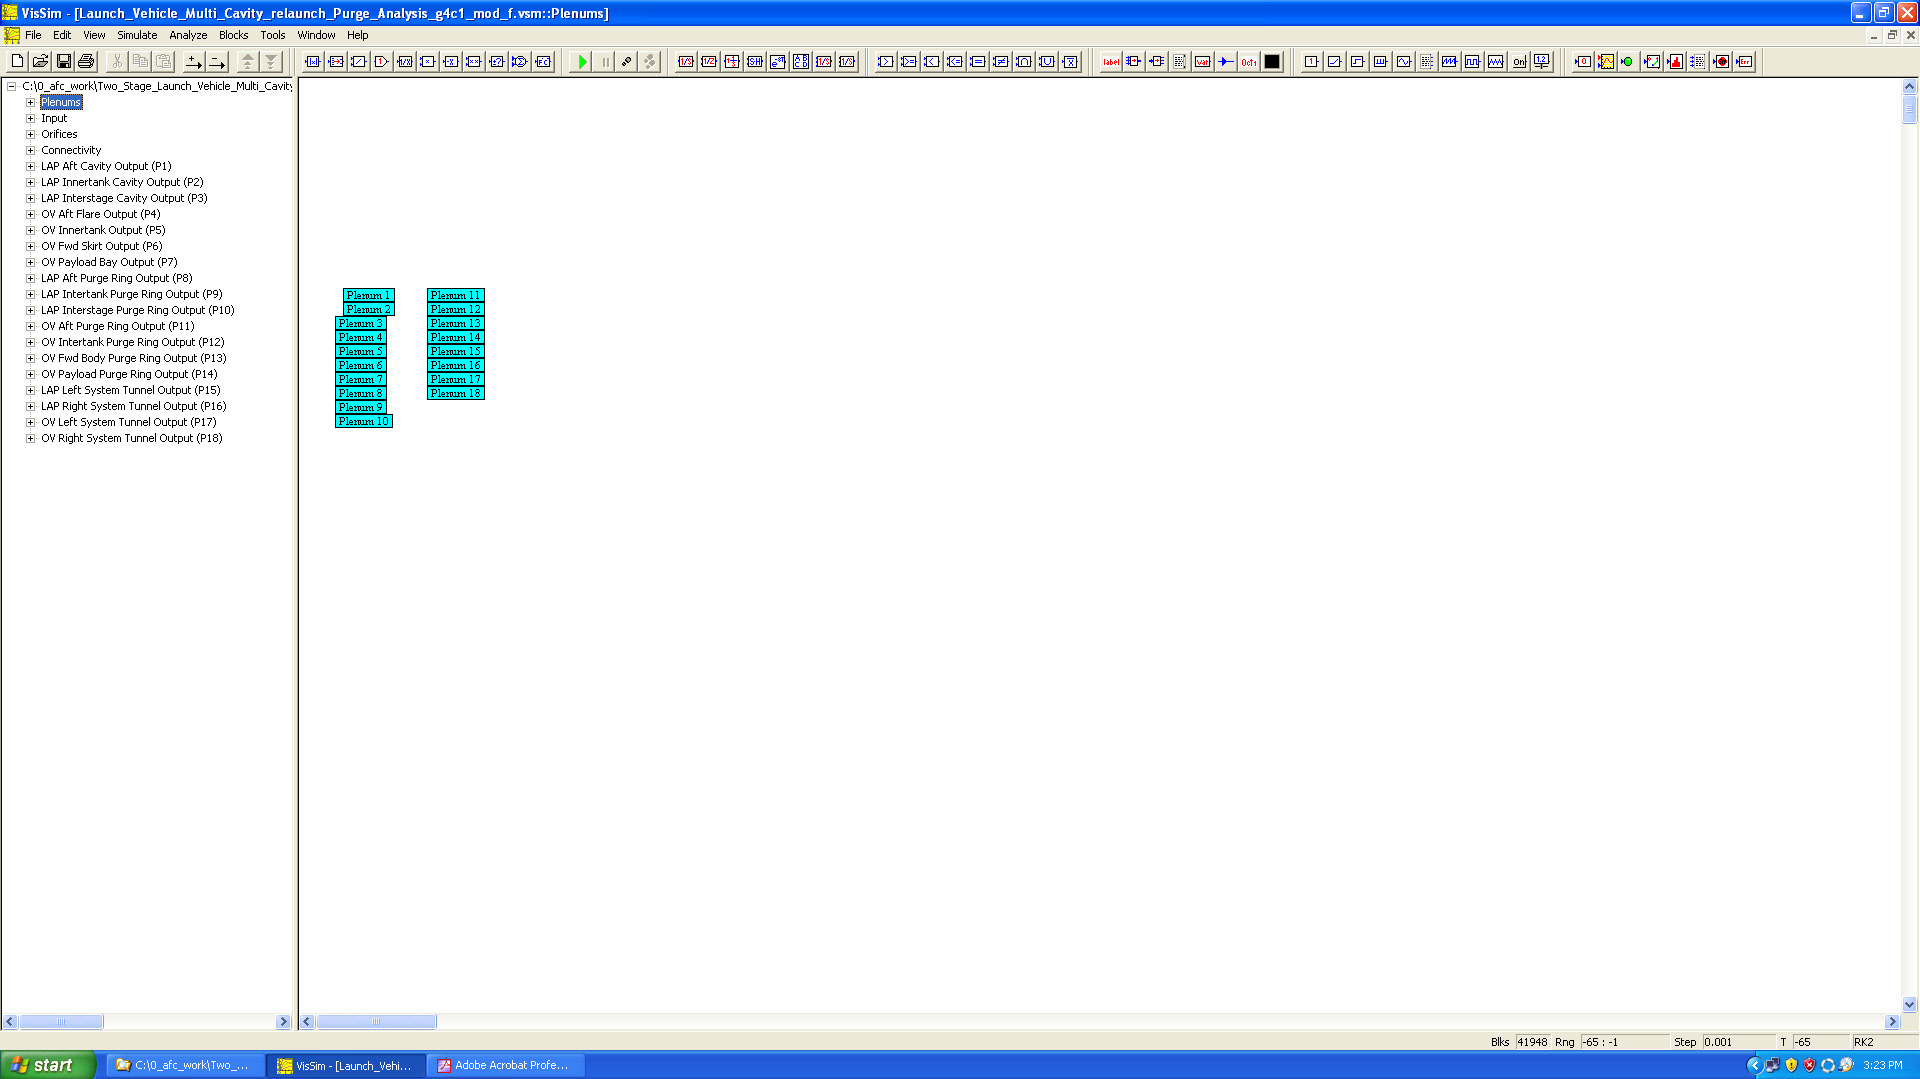 VisSim - [Launch_Vehicle_Multi_Cavity_relaunch_Purge_Analysis_g4c1_mod_f.vsm::Plenums]
File Edit View Simulate Analyze Blocks Tools Window Help
C:\0_afc_work\Two_Stage_Launch_Vehicle_Multi_Cavity
Plenums
Input
Orifices
Connectivity
LAP Aft Cavity Output (P1)
LAP Innertank Cavity Output (P2)
LAP Interstage Cavity Output (P3)
OV Aft Flare Output (P4)
OV Innertank Output (P5)
OV Fwd Skirt Output (P6)
OV Payload Bay Output (P7)
LAP Aft Purge Ring Output (P8)
LAP Intertank Purge Ring Output (P9)
LAP Interstage Purge Ring Output (P10)
OV Aft Purge Ring Output (P11)
OV Intertank Purge Ring Output (P12)
OV Fwd Body Purge Ring Output (P13)
OV Payload Purge Ring Output (P14)
LAP Left System Tunnel Output (P15)
LAP Right System Tunnel Output (P16)
OV Left System Tunnel Output (P17)
OV Right System Tunnel Output (P18)
Plenum 1
Plenum 2
Plenum 3
Plenum 4
Plenum 5
Plenum 6
Plenum 7
Plenum 8
Plenum 9
Plenum 10
Plenum 11
Plenum 12
Plenum 13
Plenum 14
Plenum 15
Plenum 16
Plenum 17
Plenum 18
Blks 41948 Rng -65 : -1 Step 0.001 T -65 RK2
start C:\0_afc_work\Two_... VisSim - [Launch_Vehi... Adobe Acrobat Profe... 3:23 PM